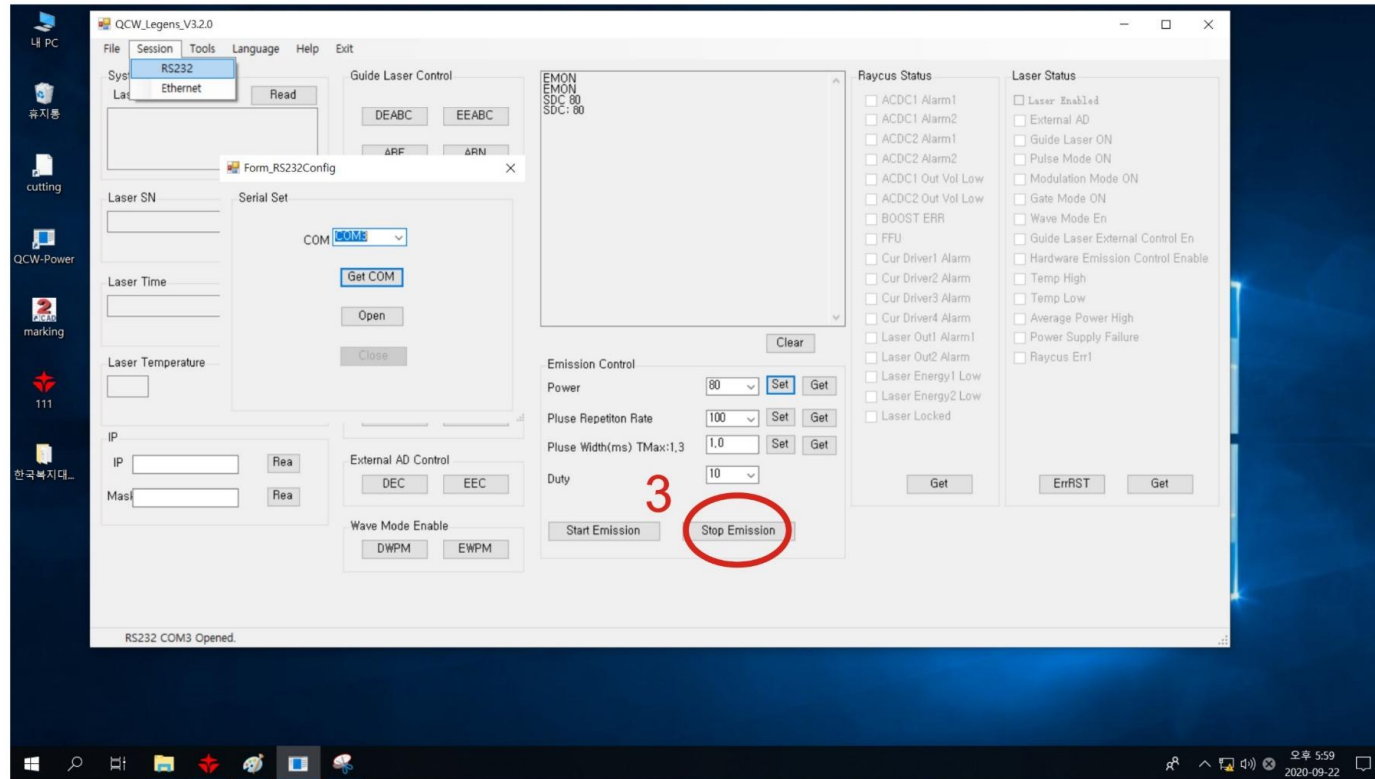 내 PC
휴지통
cutting
QCW-Power
marking
111
한국복지대...
QCW_Legens_V3.2.0
File Session Tools Language Help Exit
RS232
Ethernet
Read
Guide Laser Control
DEABC EEABC
Form_RS232Config
Serial Set
COM COM3
Get COM
Open
Close
Laser SN
Laser Time
Laser Temperature
IP
IP Rea
Mask Rea
External AD Control
DEC EEC
Wave Mode Enable
DWPM EWPM
EMON
EMON
SDC 80
SDC: 80
Clear
Emission Control
Power 80 Set Get
Pluse Repetiton Rate 100 Set Get
Pluse Width(ms) TMax:1,3 1,0 Set Get
Duty 10
3
Start Emission Stop Emission
Raycus Status
ACDC1 Alarm1
ACDC1 Alarm2
ACDC2 Alarm1
ACDC2 Alarm2
ACDC1 Out Vol Low
ACDC2 Out Vol Low
BOOST ERR
FFU
Cur Driver1 Alarm
Cur Driver2 Alarm
Cur Driver3 Alarm
Cur Driver4 Alarm
Laser Out1 Alarm1
Laser Out2 Alarm
Laser Energy1 Low
Laser Energy2 Low
Laser Locked
Get
Laser Status
Laser Enabled
External AD
Guide Laser ON
Pulse Mode ON
Modulation Mode ON
Gate Mode ON
Wave Mode En
Guide Laser External Control En
Hardware Emission Control Enable
Temp High
Temp Low
Average Power High
Power Supply Failure
Raycus Err1
ErrRST Get
RS232 COM3 Opened.
오후 5:59
2020-09-22